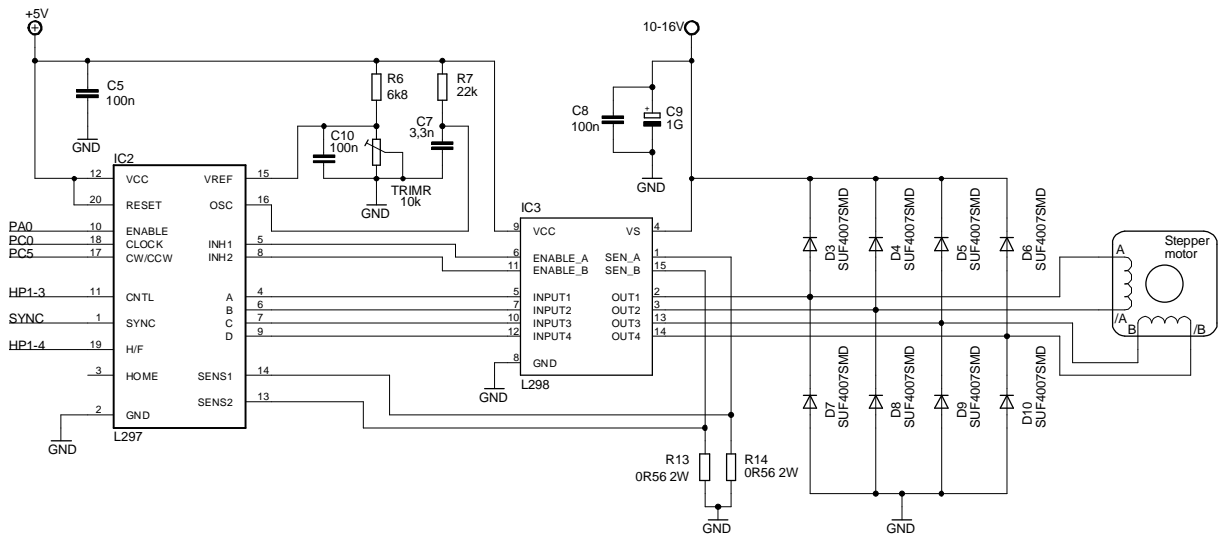 +5V
10-16V
C5
100n
GND
R6
6k8
R7
22k
C10
100n
C7
3,3n
TRIMR
10k
GND
C8
100n
+
C9
1G
GND
IC2
12 VCC VREF 15
20 RESET OSC 16
PA0 10 ENABLE
PC0 18 CLOCK INH1 5
PC5 17 CW/CCW INH2 8
HP1-3 11 CNTL A 4
B 6
SYNC 1 SYNC C 7
D 9
HP1-4 19 H/F
3 HOME SENS1 14
SENS2 13
2 GND
L297
GND
IC3
9 VCC VS 4
6 ENABLE_A SEN_A 1
11 ENABLE_B SEN_B 15
5 INPUT1 OUT1 2
7 INPUT2 OUT2 3
10 INPUT3 OUT3 13
12 INPUT4 OUT4 14
8 GND
L298
GND
R13
0R56 2W
R14
0R56 2W
GND
D3
SUF4007SMD
D4
SUF4007SMD
D5
SUF4007SMD
D6
SUF4007SMD
D7
SUF4007SMD
D8
SUF4007SMD
D9
SUF4007SMD
D10
SUF4007SMD
GND
Stepper
motor
A
/A
B
/B